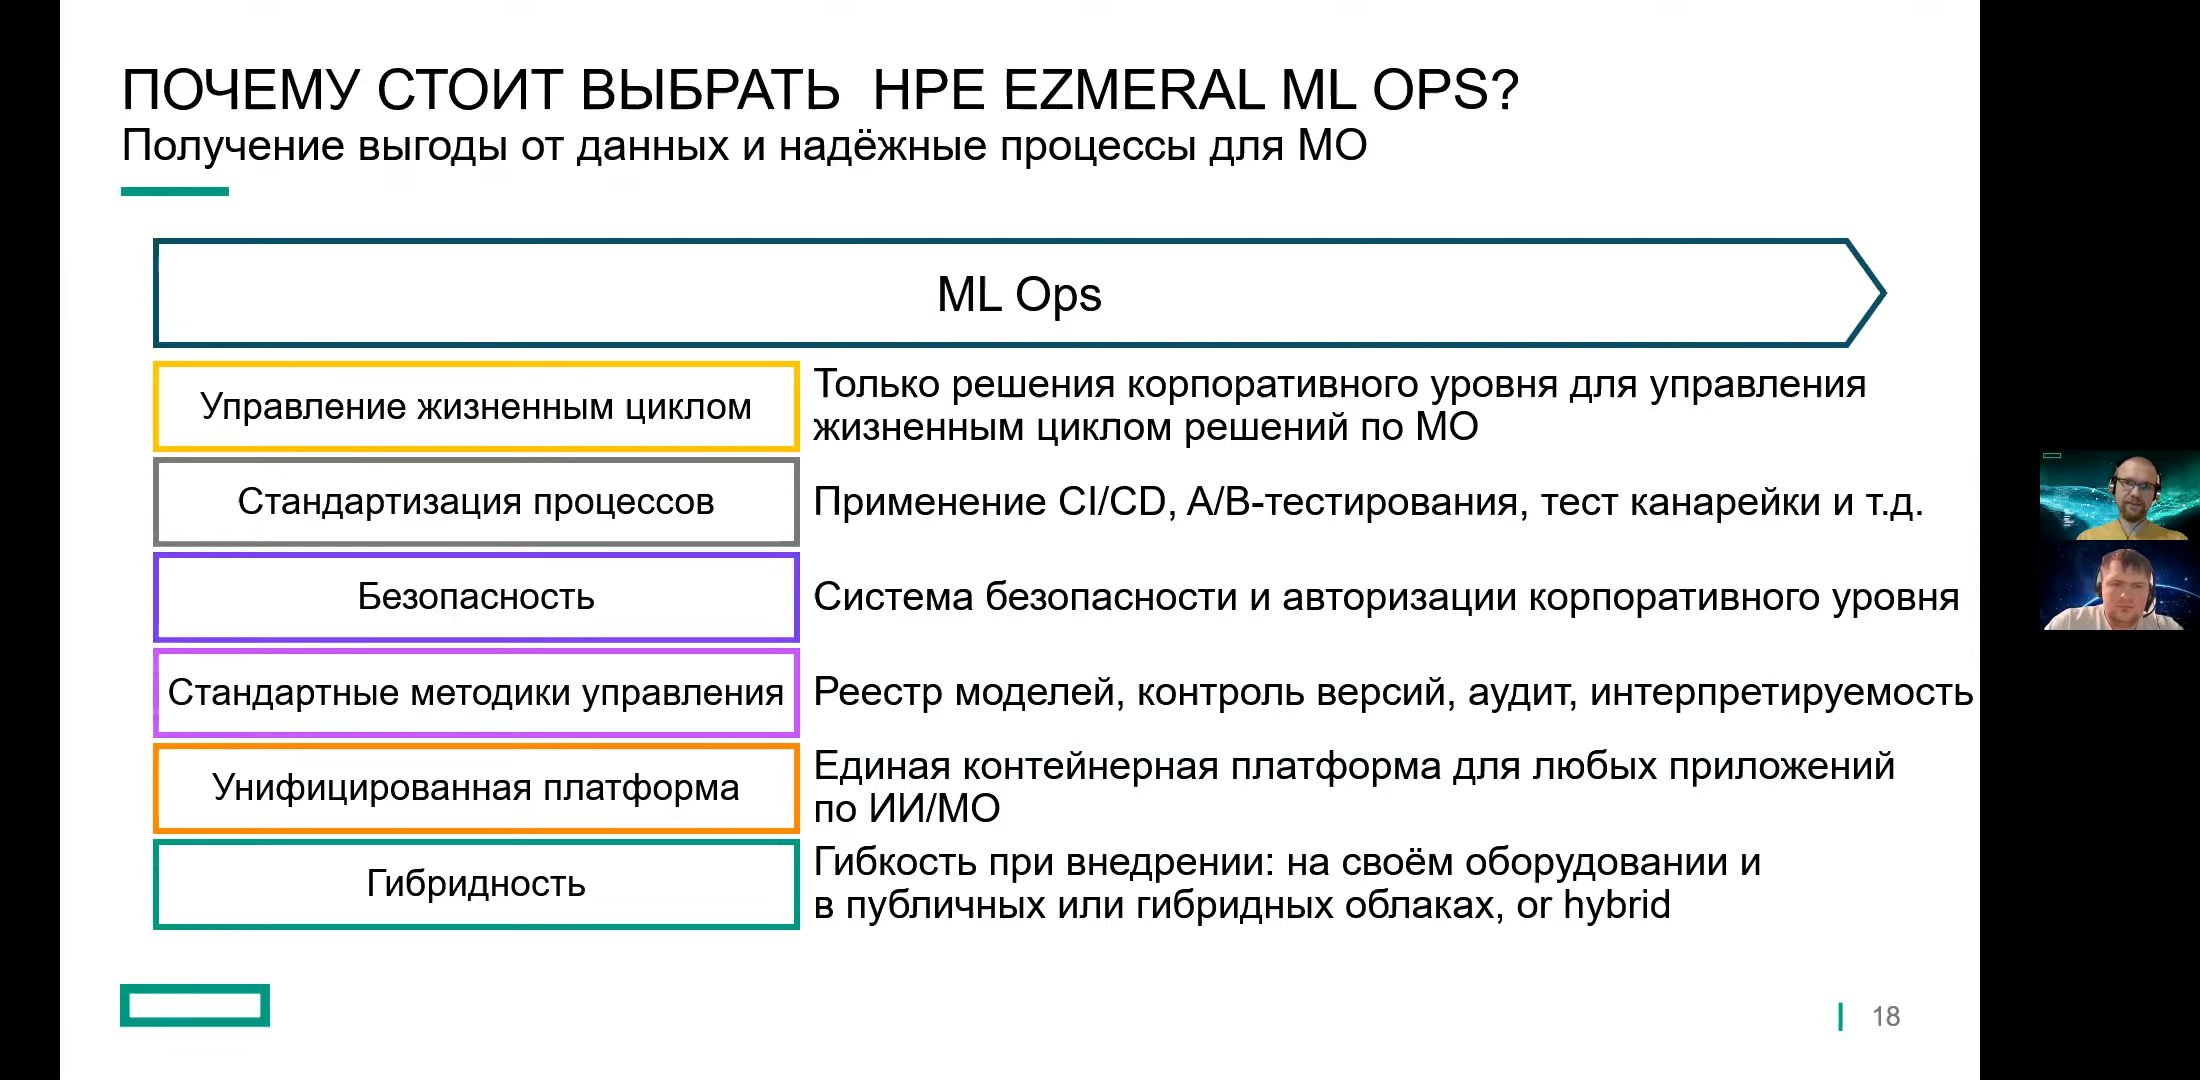 ПОЧЕМУ СТОИТ ВЫБРАТЬ  HPE EZMERAL ML OPS?
Получение выгоды от данных и надёжные процессы для МО
ML Ops
Управление жизненным циклом
Только решения корпоративного уровня для управления
жизненным циклом решений по МО
Стандартизация процессов
Применение CI/CD, A/B-тестирования, тест канарейки и т.д.
Безопасность
Система безопасности и авторизации корпоративного уровня
Стандартные методики управления
Реестр моделей, контроль версий, аудит, интерпретируемость
Унифицированная платформа
Единая контейнерная платформа для любых приложений
по ИИ/МО
Гибридность
Гибкость при внедрении: на своём оборудовании и
в публичных или гибридных облаках, or hybrid
18